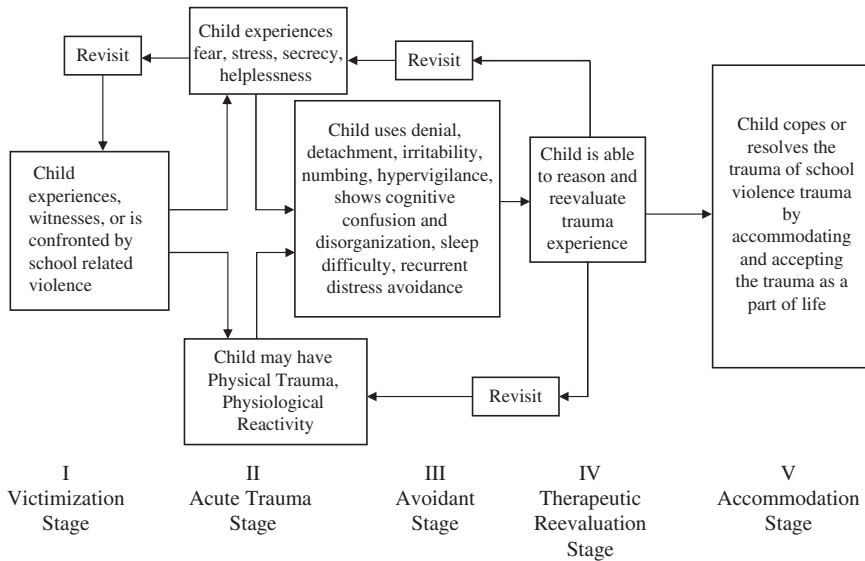 Revisit
Child experiences
fear, stress, secrecy,
helplessness
Revisit
Child
experiences,
witnesses, or is
confronted by
school related
violence
Child uses denial,
detachment, irritability,
numbing, hypervigilance,
shows cognitive
confusion and
disorganization, sleep
difficulty, recurrent
distress avoidance
Child is able
to reason and
reevaluate
trauma
experience
Child copes or
resolves the
trauma of school
violence trauma
by
accommodating
and accepting
the trauma as a
part of life
Child may have
Physical Trauma,
Physiological
Reactivity
Revisit
I
Victimization
Stage
II
Acute Trauma
Stage
III
Avoidant
Stage
IV
Therapeutic
Reevaluation
Stage
V
Accommodation
Stage